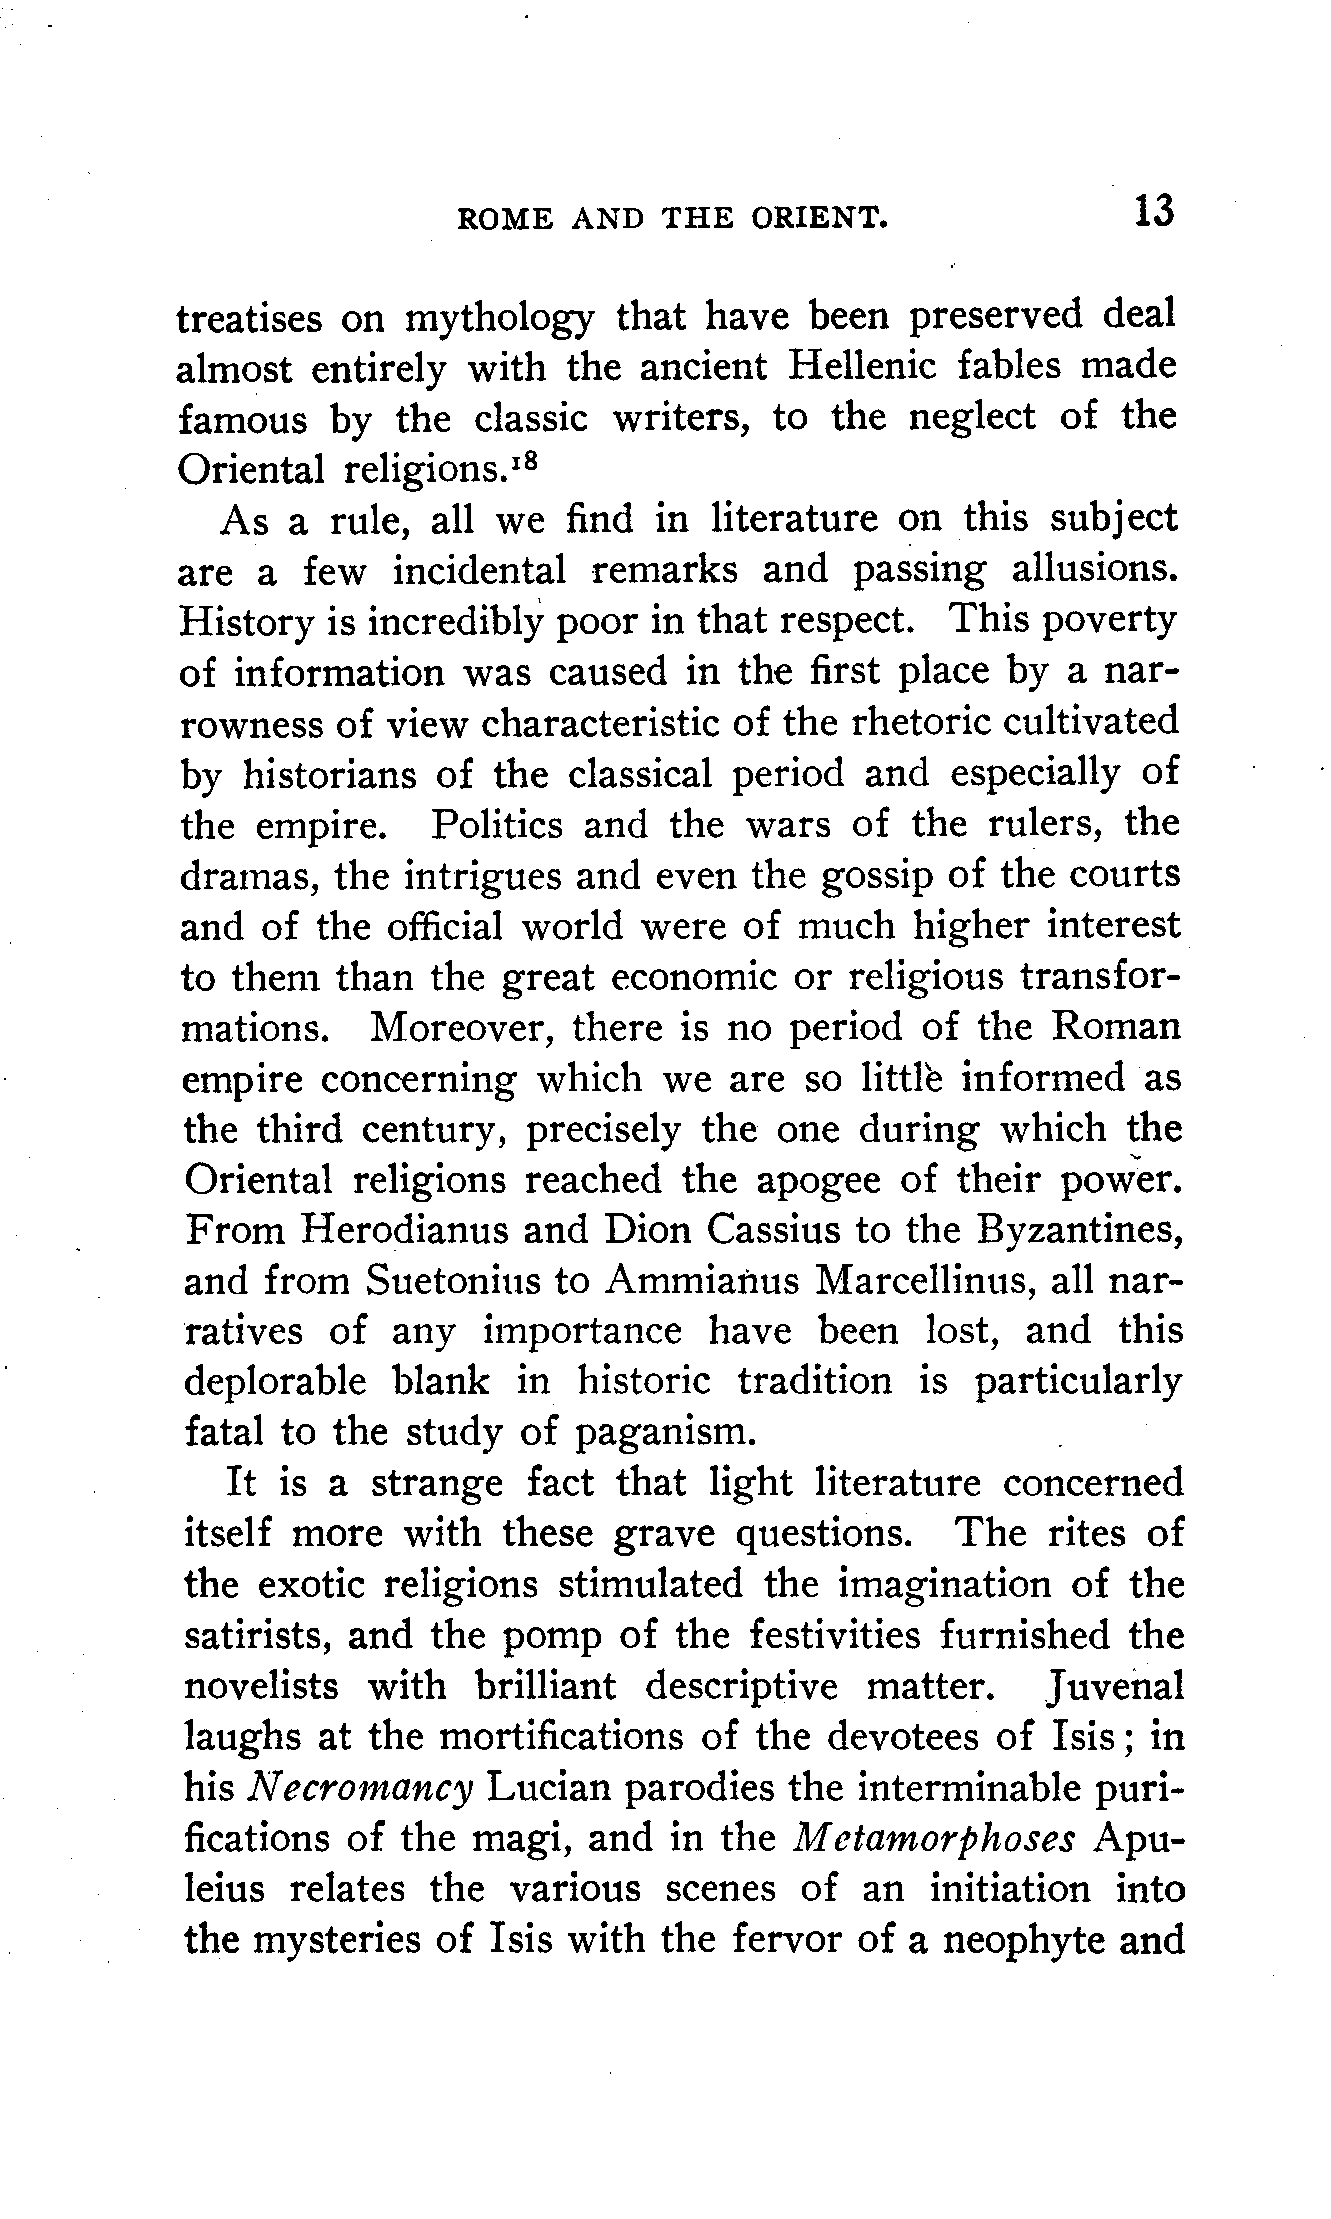 ROME AND THE ORIENT. 13
treatises on mythology that have been preserved deal
almost entirely with the ancient Hellenic fables made
famous by the classic writers, to the neglect of the
Oriental religions.¹⁸
As a rule, all we find in literature on this subject
are a few incidental remarks and passing allusions.
History is incredibly poor in that respect. This poverty
of information was caused in the first place by a nar-
rowness of view characteristic of the rhetoric cultivated
by historians of the classical period and especially of
the empire. Politics and the wars of the rulers, the
dramas, the intrigues and even the gossip of the courts
and of the official world were of much higher interest
to them than the great economic or religious transfor-
mations. Moreover, there is no period of the Roman
empire concerning which we are so little informed as
the third century, precisely the one during which the
Oriental religions reached the apogee of their power.
From Herodianus and Dion Cassius to the Byzantines,
and from Suetonius to Ammianus Marcellinus, all nar-
ratives of any importance have been lost, and this
deplorable blank in historic tradition is particularly
fatal to the study of paganism.
It is a strange fact that light literature concerned
itself more with these grave questions. The rites of
the exotic religions stimulated the imagination of the
satirists, and the pomp of the festivities furnished the
novelists with brilliant descriptive matter. Juvenal
laughs at the mortifications of the devotees of Isis; in
his Necromancy Lucian parodies the interminable puri-
fications of the magi, and in the Metamorphoses Apu-
leius relates the various scenes of an initiation into
the mysteries of Isis with the fervor of a neophyte and